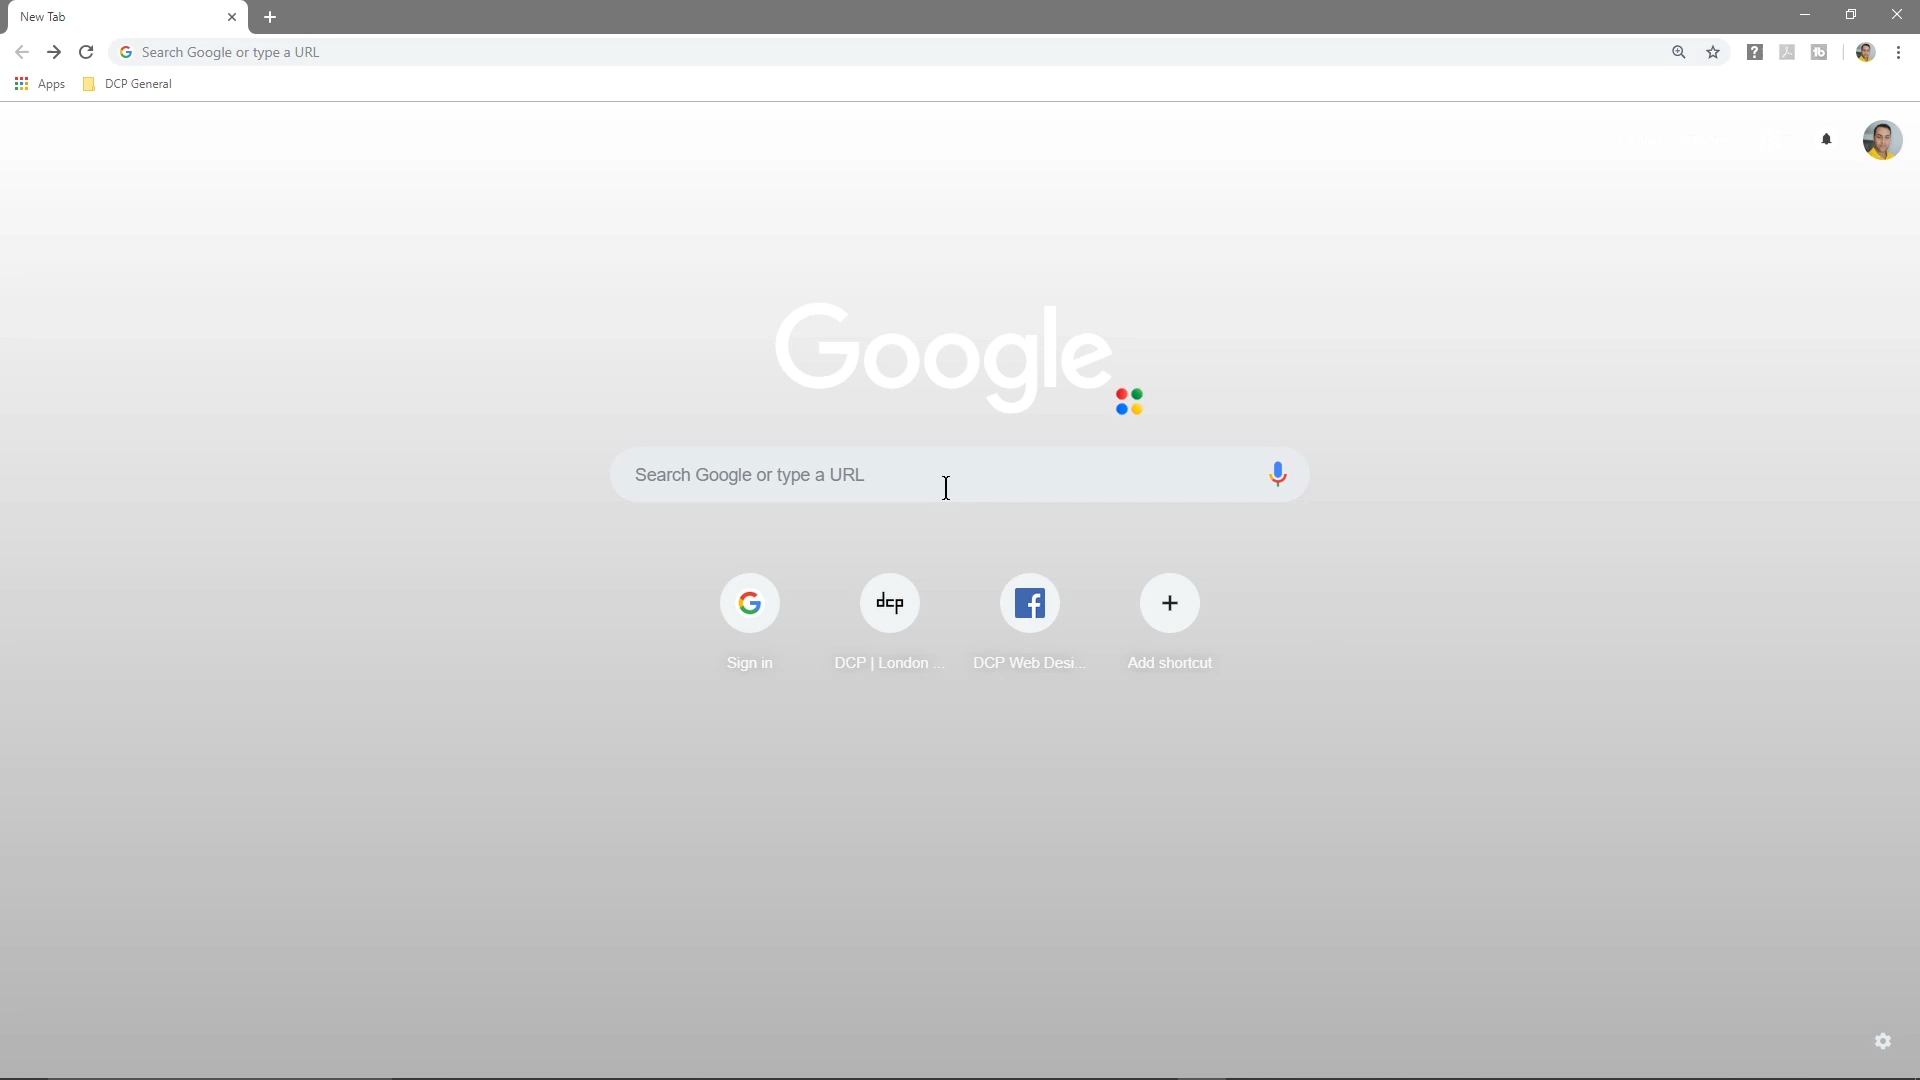 New Tab
Search Google or type a URL
Apps
DCP General
Google
Search Google or type a URL
dcp
Sign in
DCP | London ...
DCP Web Desi...
Add shortcut